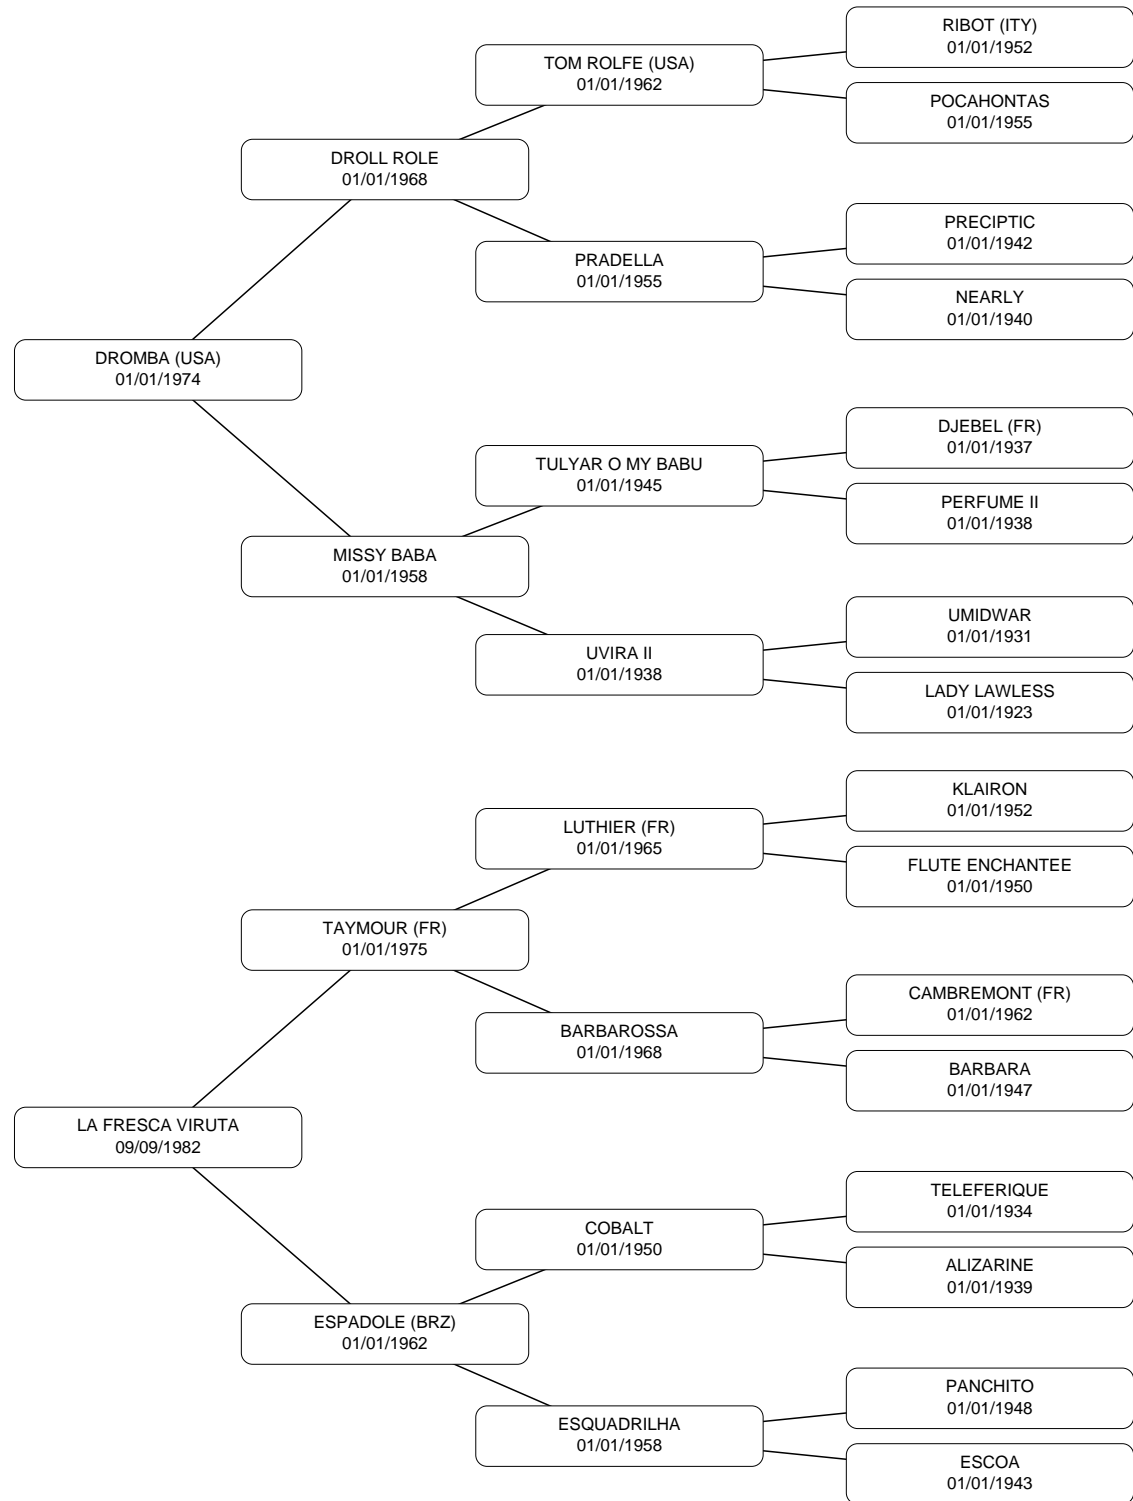 RIBOT (ITY)
01/01/1952
TOM ROLFE (USA)
01/01/1962
POCAHONTAS
01/01/1955
DROLL ROLE
01/01/1968
PRECIPTIC
01/01/1942
PRADELLA
01/01/1955
NEARLY
01/01/1940
DROMBA (USA)
01/01/1974
DJEBEL (FR)
01/01/1937
TULYAR O MY BABU
01/01/1945
PERFUME II
01/01/1938
MISSY BABA
01/01/1958
UMIDWAR
01/01/1931
UVIRA II
01/01/1938
LADY LAWLESS
01/01/1923
KLAIRON
01/01/1952
LUTHIER (FR)
01/01/1965
FLUTE ENCHANTEE
01/01/1950
TAYMOUR (FR)
01/01/1975
CAMBREMONT (FR)
01/01/1962
BARBAROSSA
01/01/1968
BARBARA
01/01/1947
LA FRESCA VIRUTA
09/09/1982
TELEFERIQUE
01/01/1934
COBALT
01/01/1950
ALIZARINE
01/01/1939
ESPADOLE (BRZ)
01/01/1962
PANCHITO
01/01/1948
ESQUADRILHA
01/01/1958
ESCOA
01/01/1943